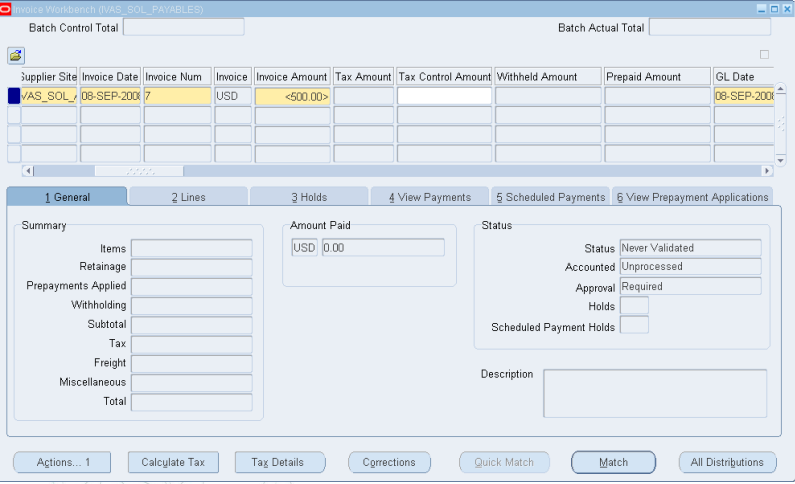 Invoice Workbench (IVAS_SOL_PAYABLES)
Batch Control Total
Batch Actual Total
Supplier Site Invoice Date Invoice Num Invoice Invoice Amount Tax Amount Tax Control Amount Withheld Amount Prepaid Amount GL Date
IVAS_SOL_A 08-SEP-2008 7 USD <500.00> 08-SEP-2008
1 General 2 Lines 3 Holds 4 View Payments 5 Scheduled Payments 6 View Prepayment Applications
Summary
Items
Retainage
Prepayments Applied
Withholding
Subtotal
Tax
Freight
Miscellaneous
Total
Amount Paid
USD 0.00
Status
Status Never Validated
Accounted Unprocessed
Approval Required
Holds
Scheduled Payment Holds
Description
Actions... 1 Calculate Tax Tax Details Corrections Quick Match Match All Distributions